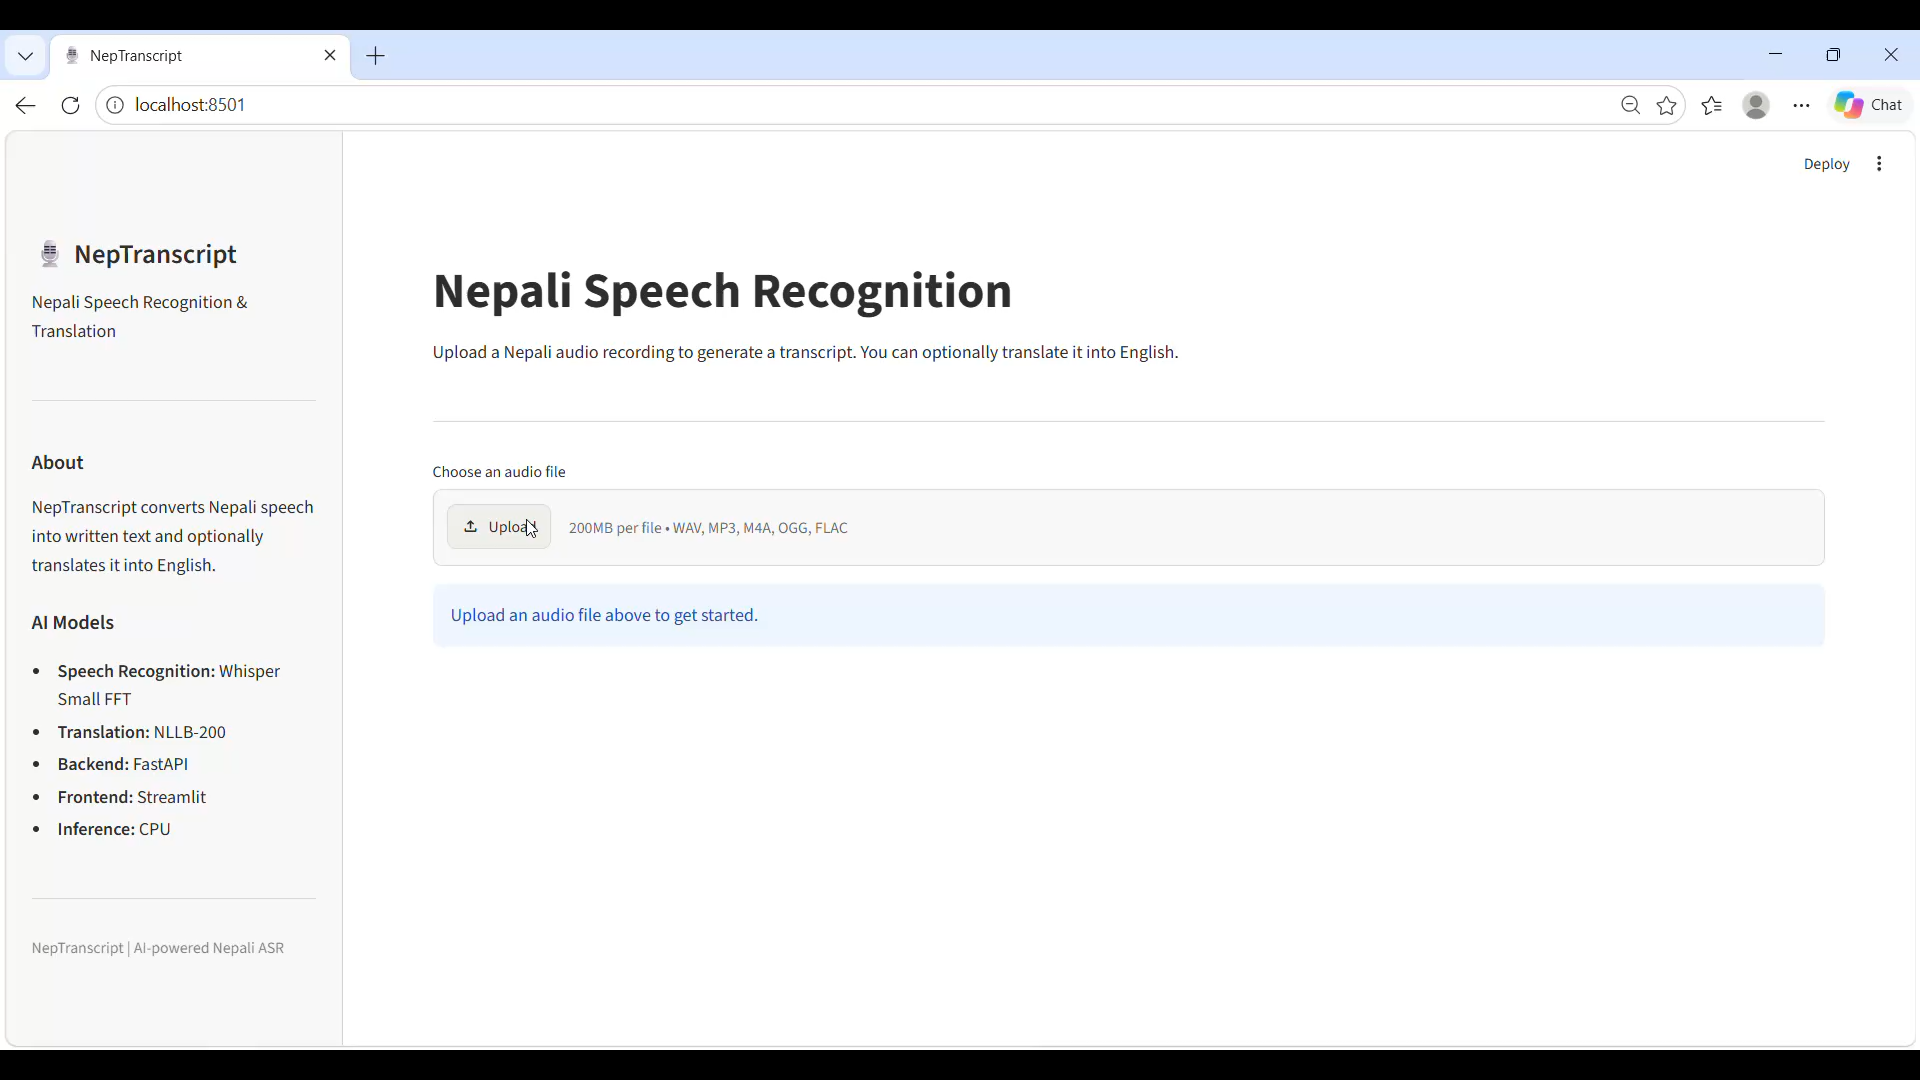 NepTranscript
localhost:8501
Chat
Deploy
NepTranscript
Nepali Speech Recognition &
Translation
About
NepTranscript converts Nepali speech
into written text and optionally
translates it into English.
AI Models
• Speech Recognition: Whisper
Small FFT
• Translation: NLLB-200
• Backend: FastAPI
• Frontend: Streamlit
• Inference: CPU
NepTranscript | AI-powered Nepali ASR
Nepali Speech Recognition
Upload a Nepali audio recording to generate a transcript. You can optionally translate it into English.
Choose an audio file
Upload
200MB per file • WAV, MP3, M4A, OGG, FLAC
Upload an audio file above to get started.